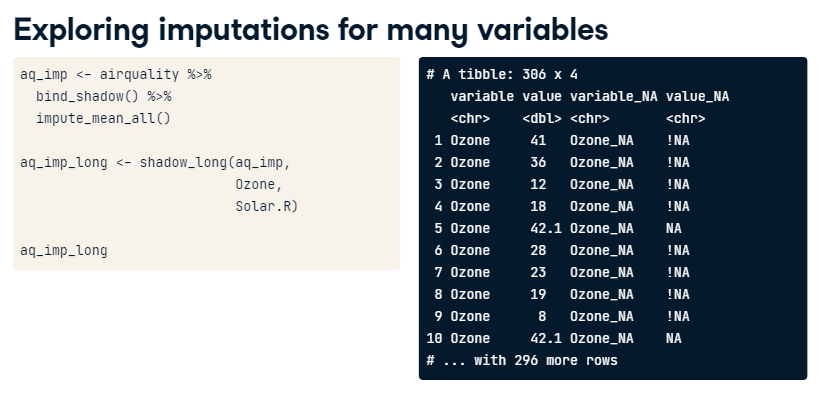 Exploring imputations for many variables
aq_imp <- airquality %>%
  bind_shadow() %>%
  impute_mean_all()

aq_imp_long <- shadow_long(aq_imp,
                           Ozone,
                           Solar.R)

aq_imp_long
# A tibble: 306 x 4
   variable value variable_NA value_NA
   <chr>    <dbl> <chr>       <chr>
 1 Ozone     41   Ozone_NA    !NA
 2 Ozone     36   Ozone_NA    !NA
 3 Ozone     12   Ozone_NA    !NA
 4 Ozone     18   Ozone_NA    !NA
 5 Ozone     42.1 Ozone_NA    NA
 6 Ozone     28   Ozone_NA    !NA
 7 Ozone     23   Ozone_NA    !NA
 8 Ozone     19   Ozone_NA    !NA
 9 Ozone      8   Ozone_NA    !NA
10 Ozone     42.1 Ozone_NA    NA
# ... with 296 more rows